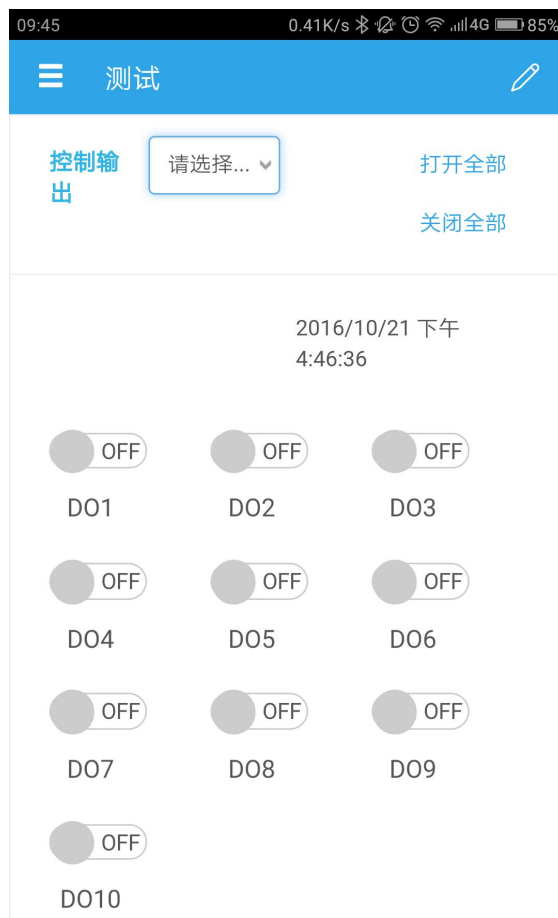 09:45 0.41K/s 4G 85%
测试
控制输出 请选择... 打开全部
关闭全部
2016/10/21 下午
4:46:36
OFF OFF OFF
DO1 DO2 DO3
OFF OFF OFF
DO4 DO5 DO6
OFF OFF OFF
DO7 DO8 DO9
OFF
DO10